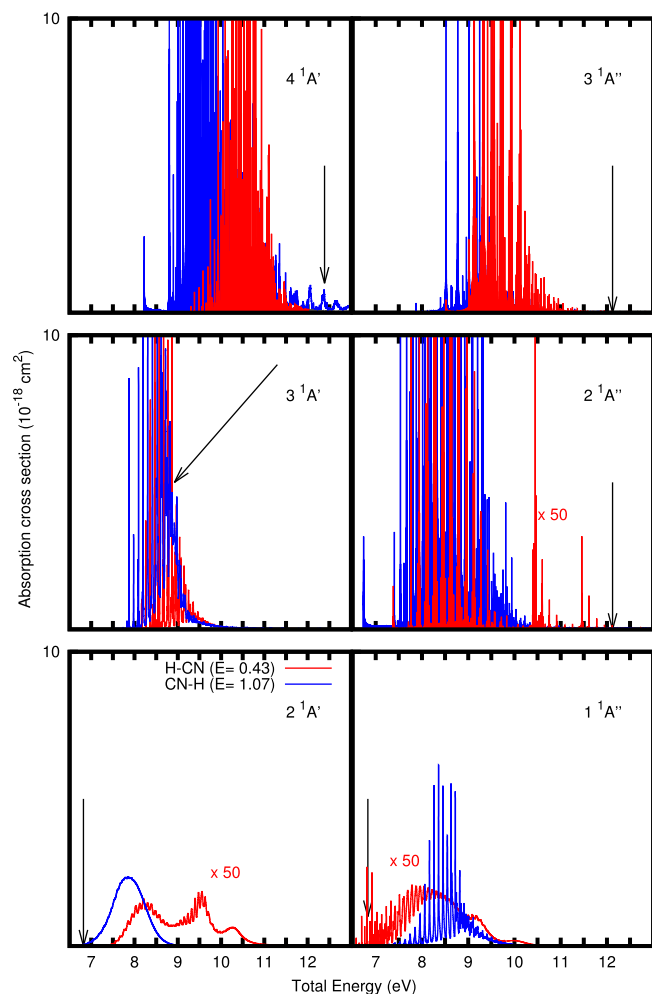 10
4 ¹A'
3 ¹A''
10
3 ¹A'
2 ¹A''
x 50
Absorption cross section (10⁻¹⁸ cm²)
10
H-CN (E= 0.43)
CN-H (E= 1.07)
2 ¹A'
1 ¹A''
x 50
x 50
7 8 9 10 11 12 7 8 9 10 11 12
Total Energy (eV)